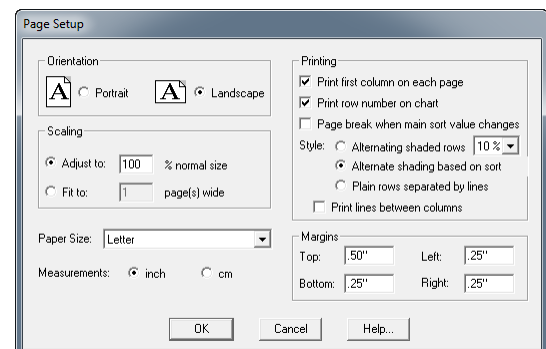 Page Setup
Orientation
A Portrait A Landscape
Scaling
Adjust to: 100 % normal size
Fit to: 1 page(s) wide
Paper Size: Letter
Measurements: inch cm
Printing
Print first column on each page
Print row number on chart
Page break when main sort value changes
Style: Alternating shaded rows 10 %
Alternate shading based on sort
Plain rows separated by lines
Print lines between columns
Margins
Top: .50" Left: .25"
Bottom: .25" Right: .25"
OK Cancel Help...